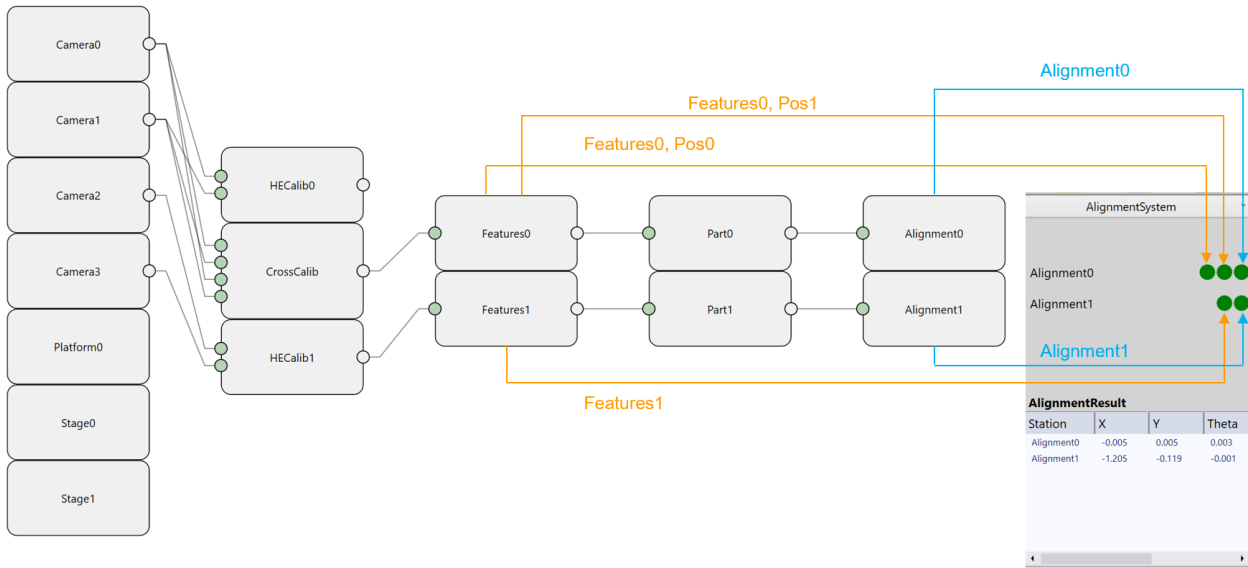 Camera0
Camera1
Camera2
Camera3
Platform0
Stage0
Stage1
HECalib0
CrossCalib
HECalib1
Features0, Pos1
Features0, Pos0
Features0
Part0
Alignment0
Features1
Part1
Alignment1
Features1
Alignment0
AlignmentSystem
Alignment0
Alignment1
Alignment1
AlignmentResult
Station X Y Theta
Alignment0 -0.005 0.005 0.003
Alignment1 -1.205 -0.119 -0.001